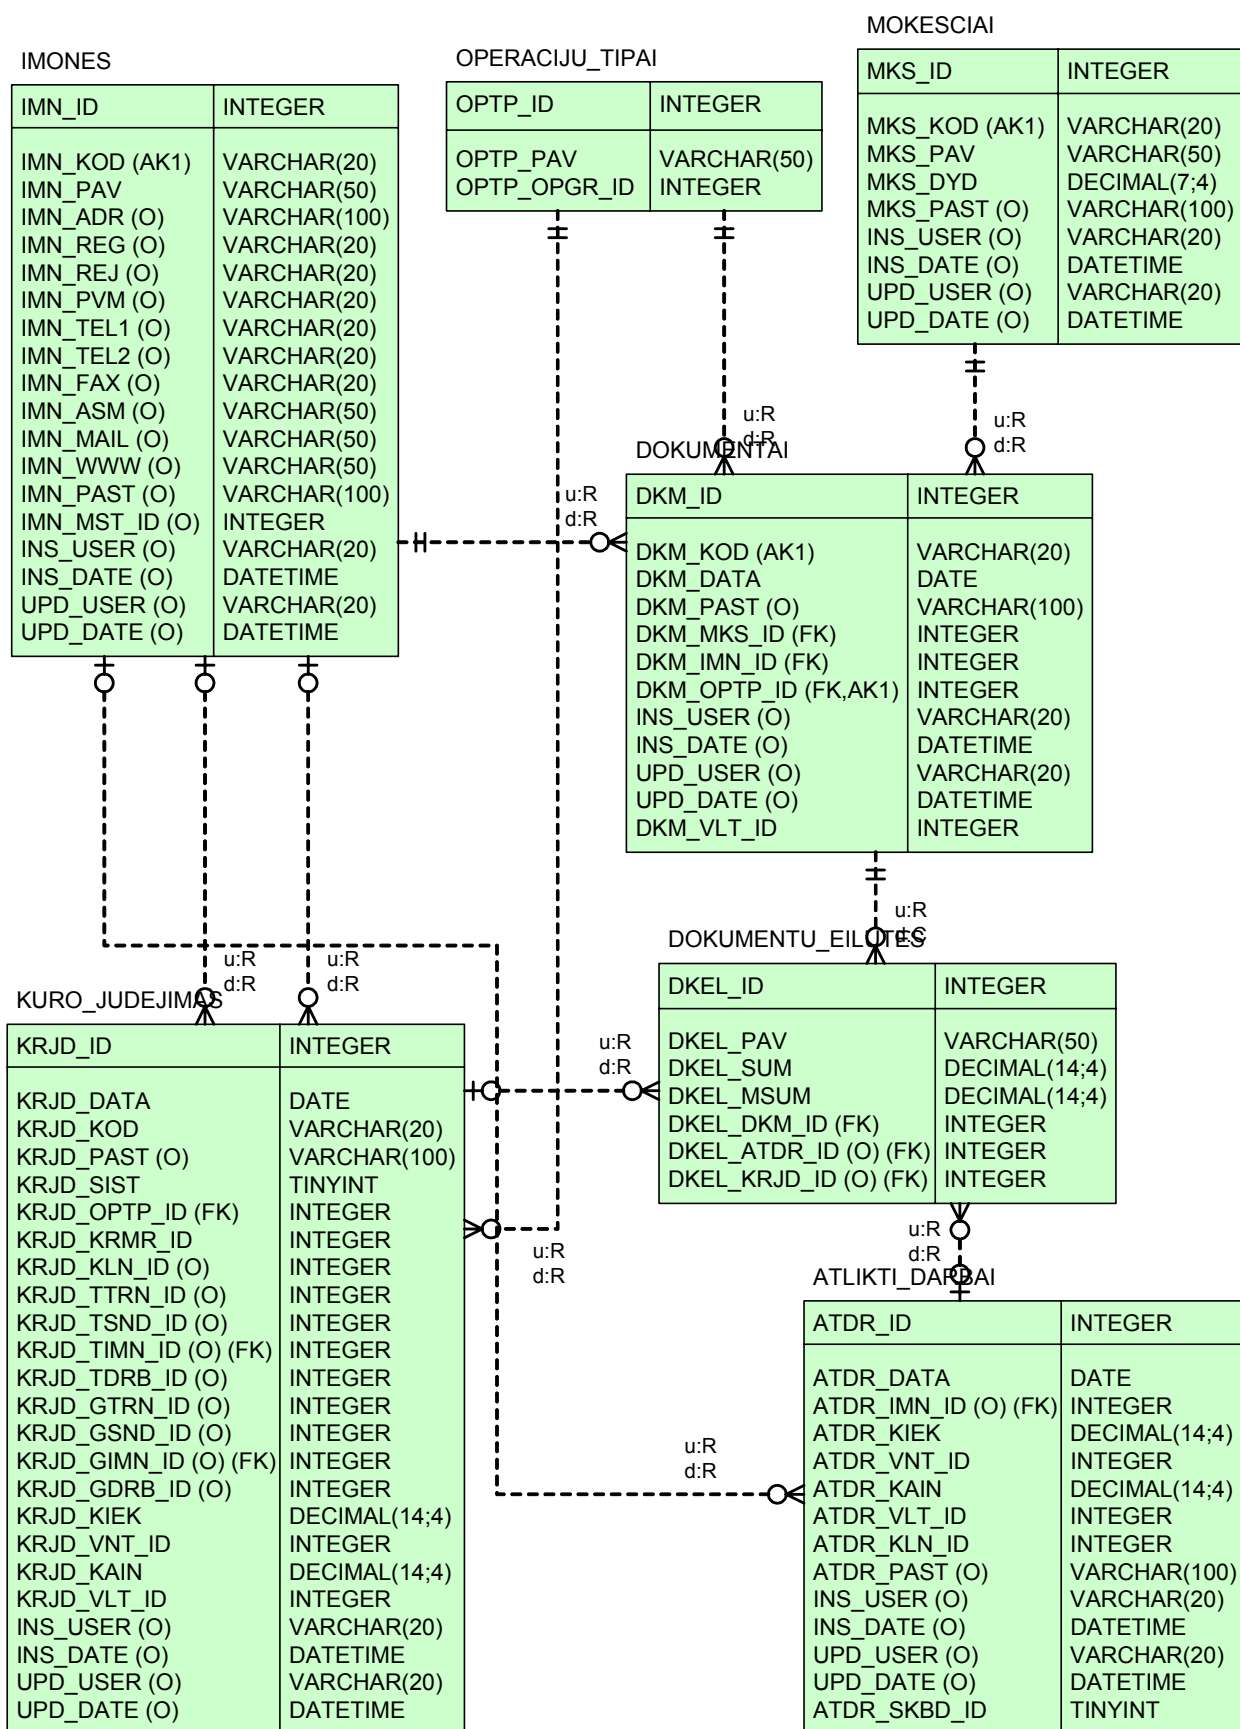 MOKESCIAI
MKS_ID INTEGER
MKS_KOD (AK1) VARCHAR(20)
MKS_PAV VARCHAR(50)
MKS_DYD DECIMAL(7;4)
MKS_PAST (O) VARCHAR(100)
INS_USER (O) VARCHAR(20)
INS_DATE (O) DATETIME
UPD_USER (O) VARCHAR(20)
UPD_DATE (O) DATETIME
OPERACIJU_TIPAI
OPTP_ID INTEGER
OPTP_PAV VARCHAR(50)
OPTP_OPGR_ID INTEGER
IMONES
IMN_ID INTEGER
IMN_KOD (AK1) VARCHAR(20)
IMN_PAV VARCHAR(50)
IMN_ADR (O) VARCHAR(100)
IMN_REG (O) VARCHAR(20)
IMN_REJ (O) VARCHAR(20)
IMN_PVM (O) VARCHAR(20)
IMN_TEL1 (O) VARCHAR(20)
IMN_TEL2 (O) VARCHAR(20)
IMN_FAX (O) VARCHAR(20)
IMN_ASM (O) VARCHAR(50)
IMN_MAIL (O) VARCHAR(50)
IMN_WWW (O) VARCHAR(50)
IMN_PAST (O) VARCHAR(100)
IMN_MST_ID (O) INTEGER
INS_USER (O) VARCHAR(20)
INS_DATE (O) DATETIME
UPD_USER (O) VARCHAR(20)
UPD_DATE (O) DATETIME
u:R
d:R
u:R
d:R
u:R
d:R
DOKUMENTAI
DKM_ID INTEGER
DKM_KOD (AK1) VARCHAR(20)
DKM_DATA DATE
DKM_PAST (O) VARCHAR(100)
DKM_MKS_ID (FK) INTEGER
DKM_IMN_ID (FK) INTEGER
DKM_OPTP_ID (FK,AK1) INTEGER
INS_USER (O) VARCHAR(20)
INS_DATE (O) DATETIME
UPD_USER (O) VARCHAR(20)
UPD_DATE (O) DATETIME
DKM_VLT_ID INTEGER
u:R
d:C
DOKUMENTU_EILUTES
DKEL_ID INTEGER
DKEL_PAV VARCHAR(50)
DKEL_SUM DECIMAL(14;4)
DKEL_MSUM DECIMAL(14;4)
DKEL_DKM_ID (FK) INTEGER
DKEL_ATDR_ID (O) (FK) INTEGER
DKEL_KRJD_ID (O) (FK) INTEGER
u:R
d:R
u:R
d:R
u:R
d:R
KURO_JUDEJIMAS
KRJD_ID INTEGER
KRJD_DATA DATE
KRJD_KOD VARCHAR(20)
KRJD_PAST (O) VARCHAR(100)
KRJD_SIST TINYINT
KRJD_OPTP_ID (FK) INTEGER
KRJD_KRMR_ID INTEGER
KRJD_KLN_ID (O) INTEGER
KRJD_TTRN_ID (O) INTEGER
KRJD_TSND_ID (O) INTEGER
KRJD_TIMN_ID (O) (FK) INTEGER
KRJD_TDRB_ID (O) INTEGER
KRJD_GTRN_ID (O) INTEGER
KRJD_GSND_ID (O) INTEGER
KRJD_GIMN_ID (O) (FK) INTEGER
KRJD_GDRB_ID (O) INTEGER
KRJD_KIEK DECIMAL(14;4)
KRJD_VNT_ID INTEGER
KRJD_KAIN DECIMAL(14;4)
KRJD_VLT_ID INTEGER
INS_USER (O) VARCHAR(20)
INS_DATE (O) DATETIME
UPD_USER (O) VARCHAR(20)
UPD_DATE (O) DATETIME
u:R
d:R
u:R
d:R
u:R
d:R
ATLIKTI_DARBAI
ATDR_ID INTEGER
ATDR_DATA DATE
ATDR_IMN_ID (O) (FK) INTEGER
ATDR_KIEK DECIMAL(14;4)
ATDR_VNT_ID INTEGER
ATDR_KAIN DECIMAL(14;4)
ATDR_VLT_ID INTEGER
ATDR_KLN_ID INTEGER
ATDR_PAST (O) VARCHAR(100)
INS_USER (O) VARCHAR(20)
INS_DATE (O) DATETIME
UPD_USER (O) VARCHAR(20)
UPD_DATE (O) DATETIME
ATDR_SKBD_ID TINYINT